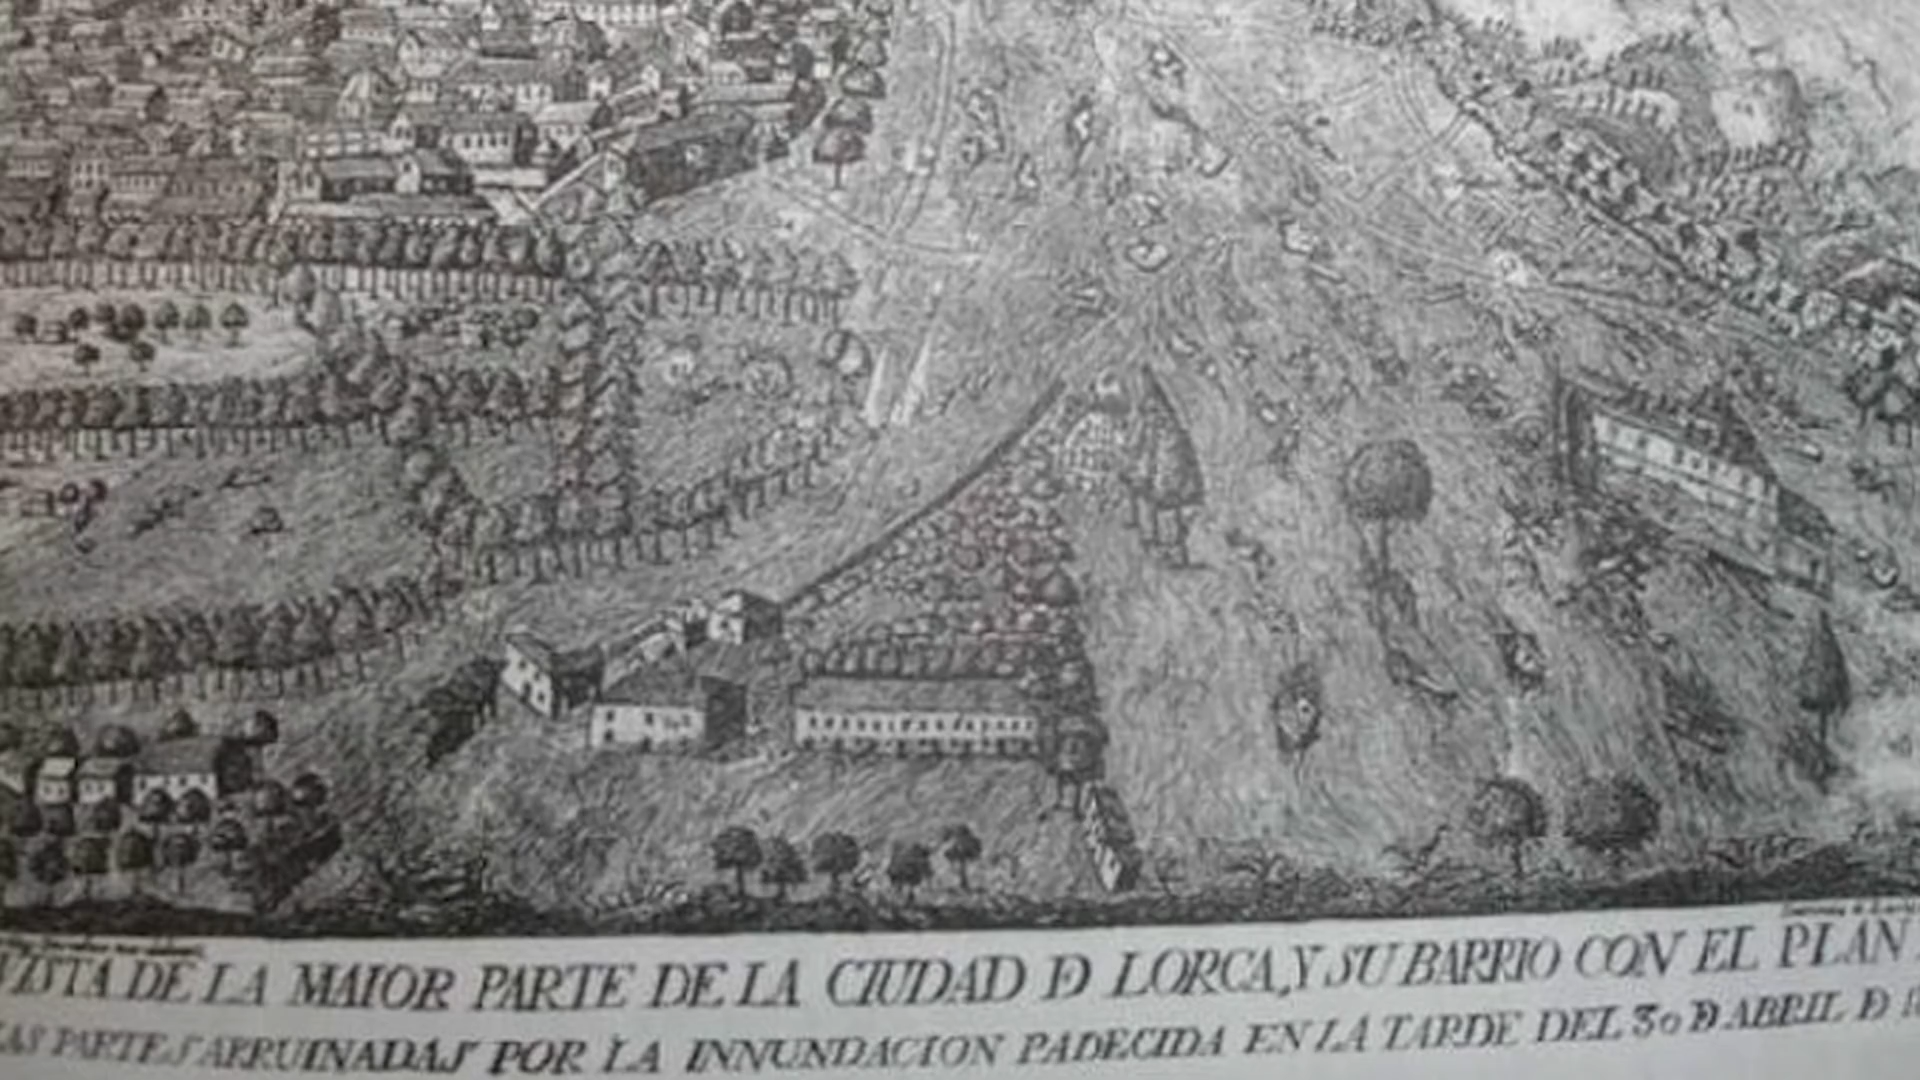 VISTA DE LA MAIOR PARTE DE LA CIUDAD D LORCA, Y SU BARRIO CON EL PLAN
LAS PARTES ARRUINADAS POR LA INNUNDACION PADECIDA EN LA TARDE DEL 30 D ABRIL D